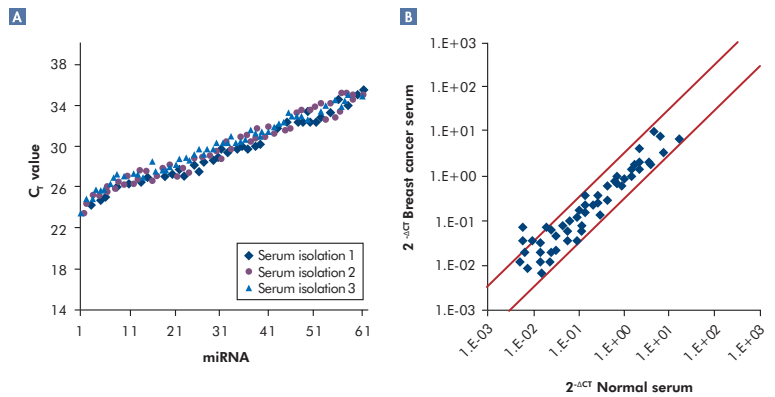 A
C_T value
38
34
30
26
22
18
14
Serum isolation 1
Serum isolation 2
Serum isolation 3
1 11 21 31 41 51 61
miRNA
B
2^-ΔCT Breast cancer serum
1.E+03
1.E+02
1.E+01
1.E+00
1.E-01
1.E-02
1.E-03
1.E-03 1.E-02 1.E-01 1.E+00 1.E+01 1.E+02 1.E+03
2^-ΔCT Normal serum